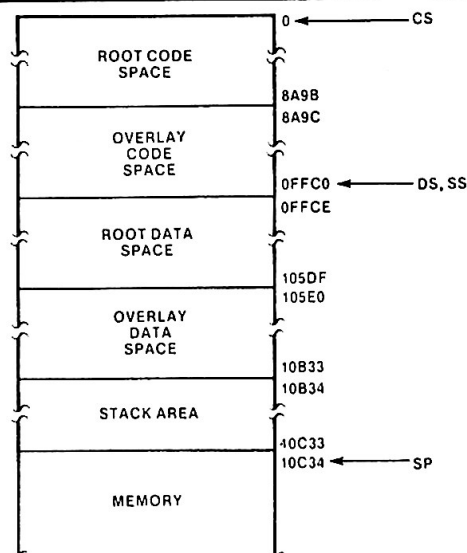 0 CS
ROOT CODE
SPACE
8A9B
8A9C
OVERLAY
CODE
SPACE
0FFC0 DS, SS
0FFCE
ROOT DATA
SPACE
105DF
105E0
OVERLAY
DATA
SPACE
10B33
10B34
STACK AREA
10C33
10C34 SP
MEMORY